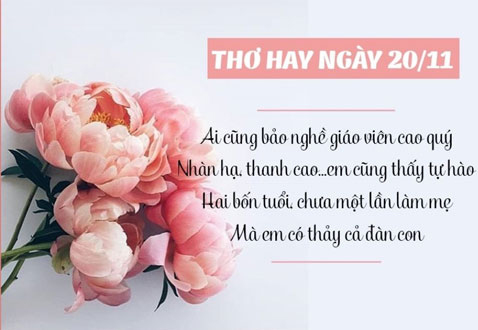 THƠ HAY NGÀY 20/11
Ai cũng bảo nghề giáo viên cao quý
Nhàn hạ, thanh cao...em cũng thấy tự hào
Hai bốn tuổi, chưa một lần làm mẹ
Mà em có thảy cả đàn con